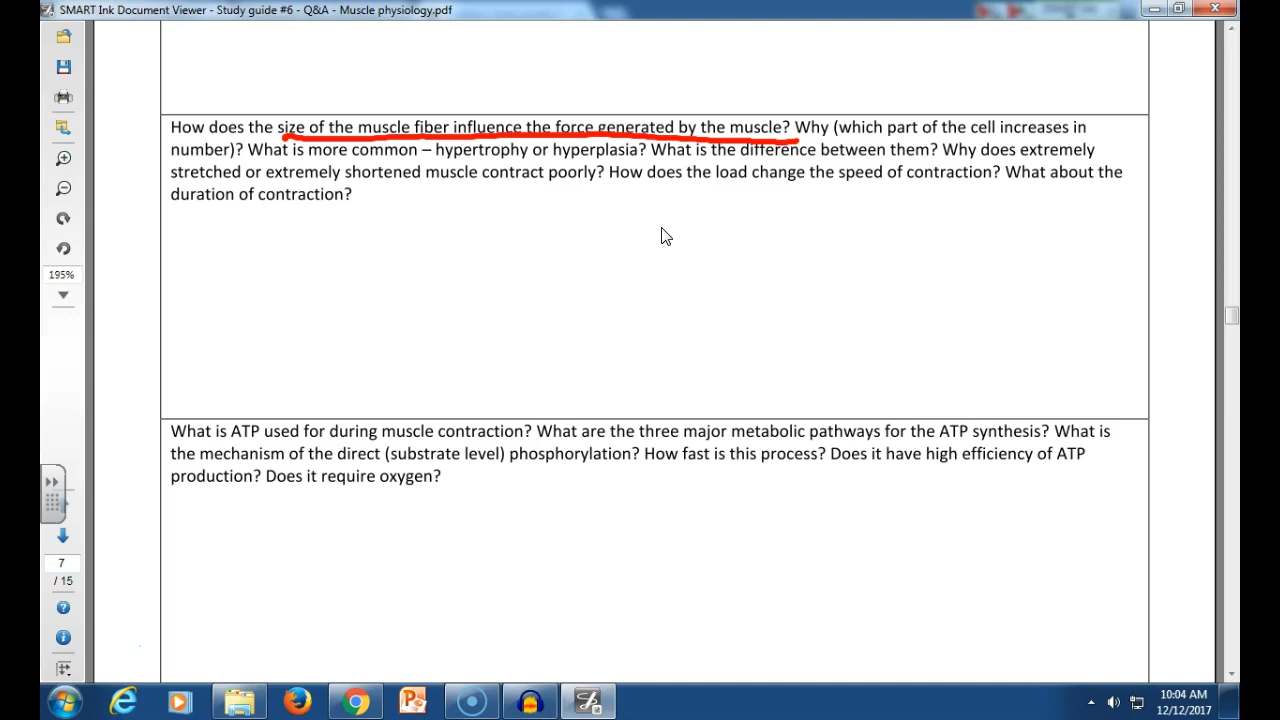 SMART Ink Document Viewer - Study guide #6 - Q&A - Muscle physiology.pdf
How does the size of the muscle fiber influence the force generated by the muscle? Why (which part of the cell increases in
number)? What is more common – hypertrophy or hyperplasia? What is the difference between them? Why does extremely
stretched or extremely shortened muscle contract poorly? How does the load change the speed of contraction? What about the
duration of contraction?
195%
What is ATP used for during muscle contraction? What are the three major metabolic pathways for the ATP synthesis? What is
the mechanism of the direct (substrate level) phosphorylation? How fast is this process? Does it have high efficiency of ATP
production? Does it require oxygen?
7
/ 15
10:04 AM
12/12/2017